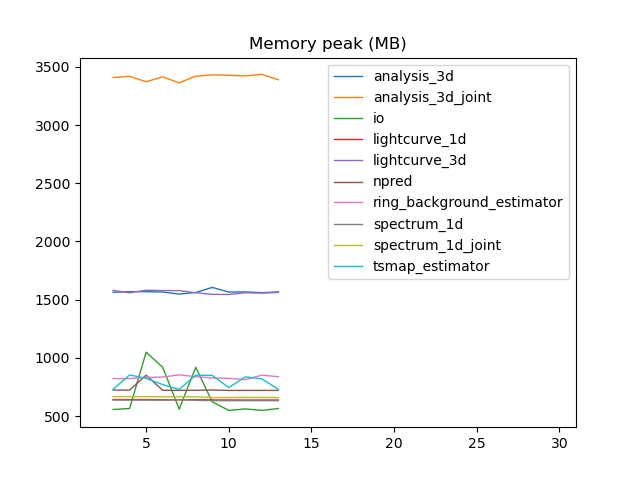 Memory peak (MB)
3500
3000
2500
2000
1500
1000
500
5
10
15
20
25
30
analysis_3d
analysis_3d_joint
io
lightcurve_1d
lightcurve_3d
npred
ring_background_estimator
spectrum_1d
spectrum_1d_joint
tsmap_estimator